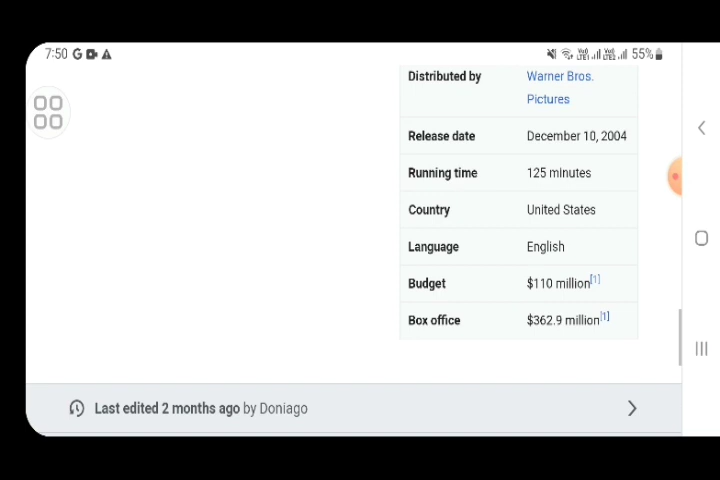 7:50 G 55%
Distributed by Warner Bros.
Pictures
Release date December 10, 2004
Running time 125 minutes
Country United States
Language English
Budget $110 million[1]
Box office $362.9 million[1]
Last edited 2 months ago by Doniago